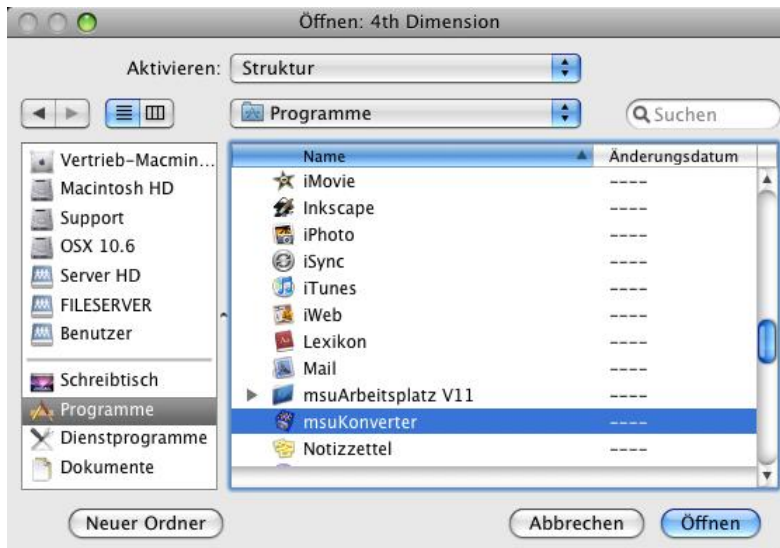 Öffnen: 4th Dimension
Aktivieren: Struktur
Programme
Suchen
Vertrieb-Macmin...
Macintosh HD
Support
OSX 10.6
Server HD
FILESERVER
Benutzer
Schreibtisch
Programme
Dienstprogramme
Dokumente
Name Änderungsdatum
iMovie ----
Inkscape ----
iPhoto ----
iSync ----
iTunes ----
iWeb ----
Lexikon ----
Mail ----
msuArbeitsplatz V11 ----
msuKonverter ----
Notizzettel ----
Neuer Ordner Abbrechen Öffnen